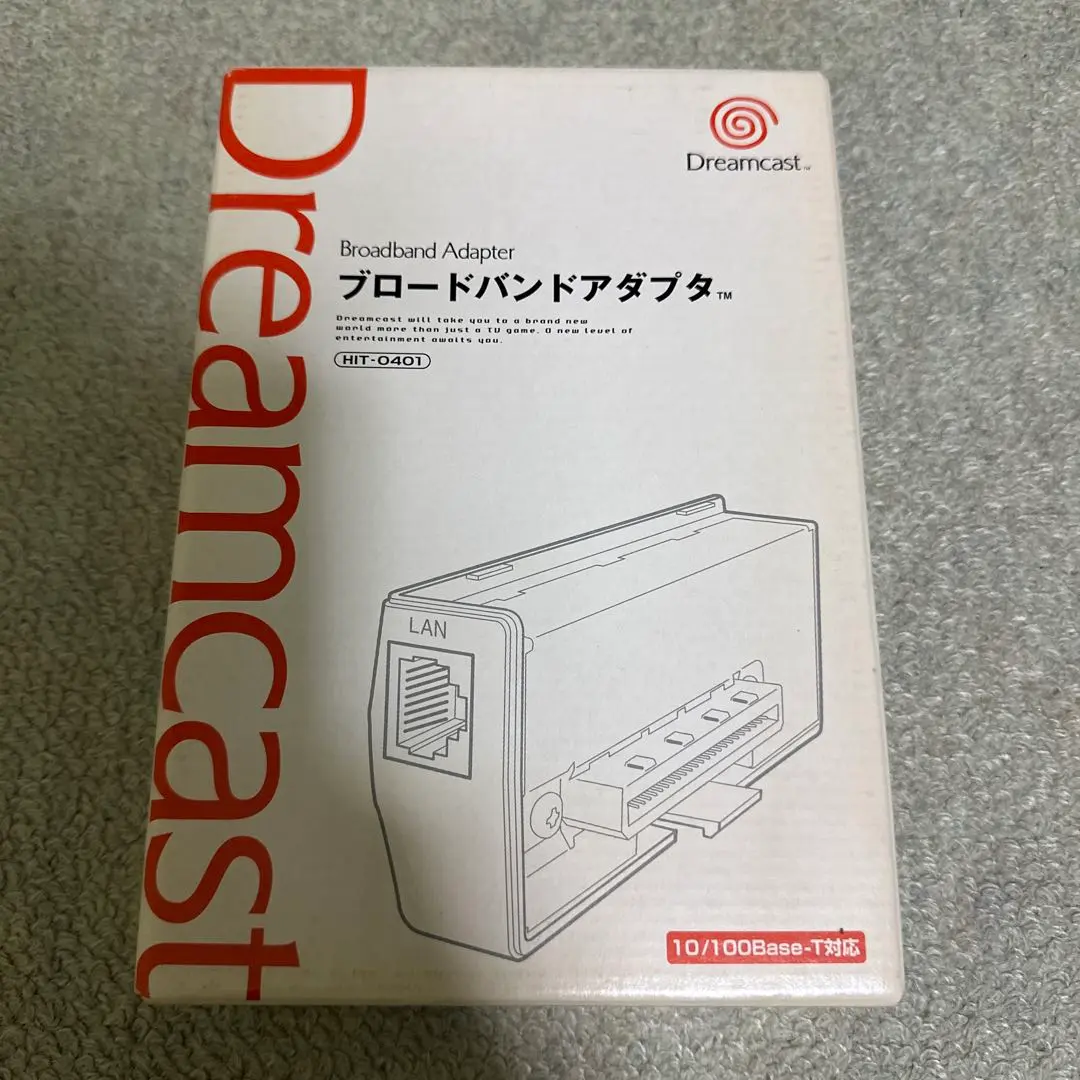 Dreamcast
Dreamcast™
Broadband Adapter
ブロードバンドアダプタ™
Dreamcast will take you to a brand new
world more than just a TV game. A new level of
entertainment awaits you.
HIT-0401
LAN
10/100Base-T対応